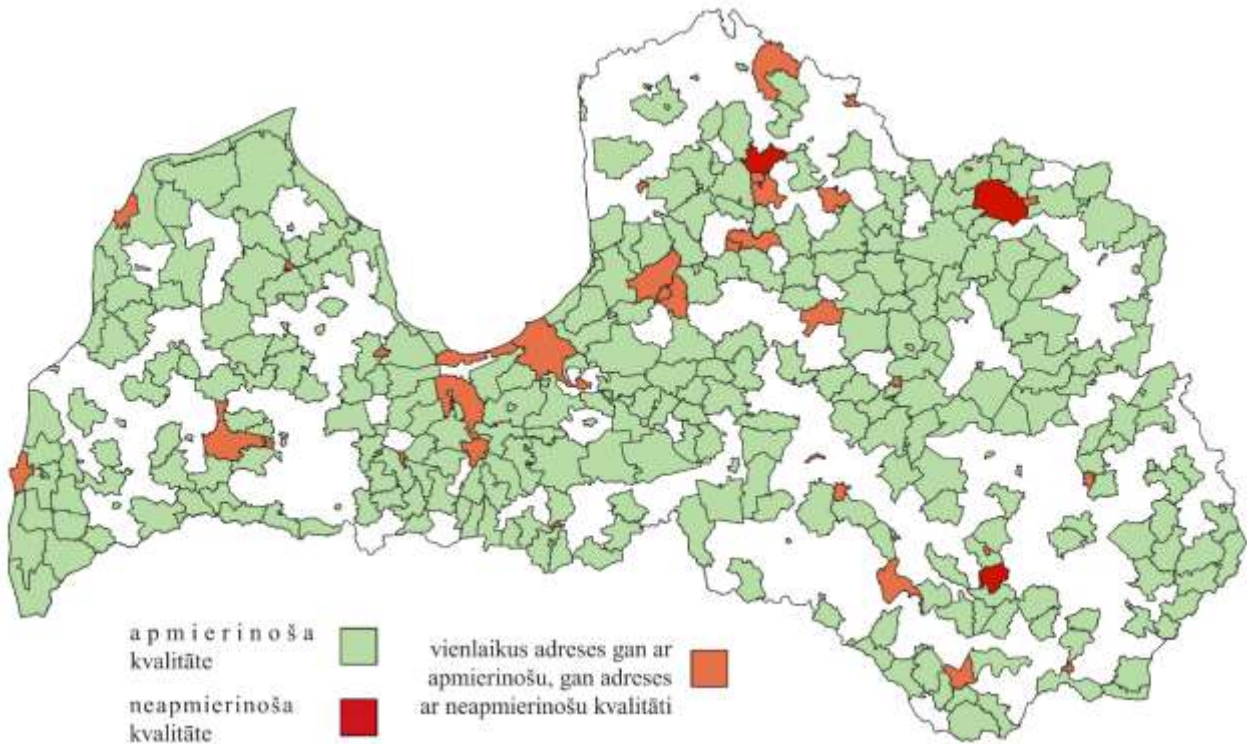 apmierinoša
kvalitāte
neapmierinoša
kvalitāte
vienlaikus adreses gan ar
apmierinošu, gan adreses
ar neapmierinošu kvalitāti